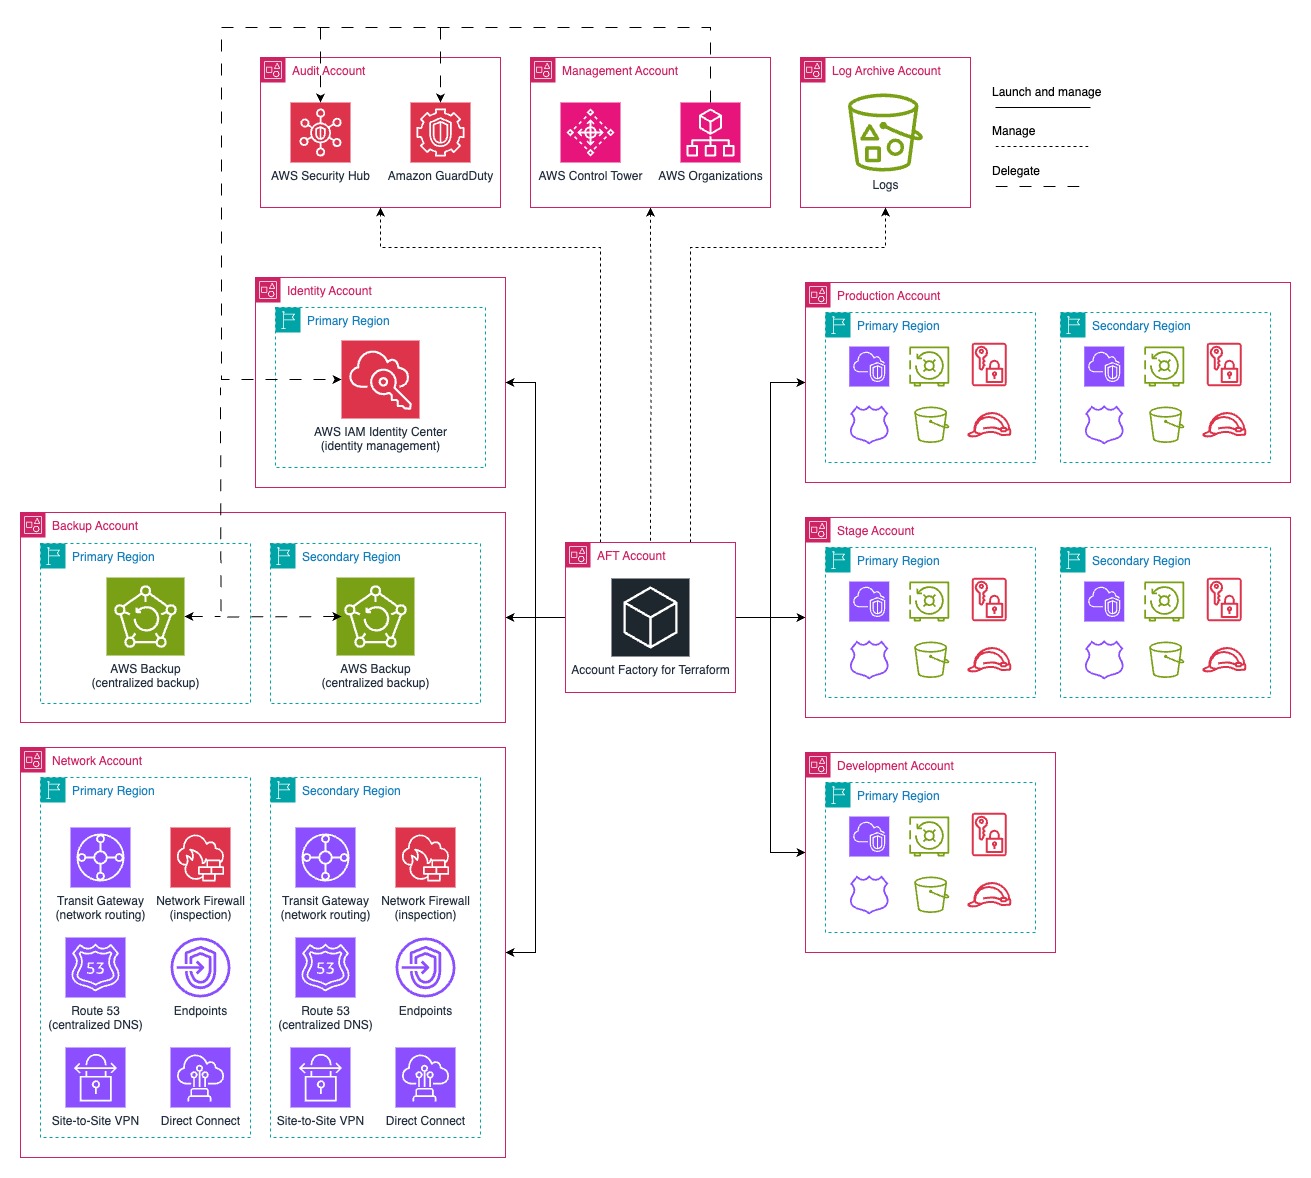 Audit Account
AWS Security Hub
Amazon GuardDuty
Management Account
AWS Control Tower
AWS Organizations
Log Archive Account
Logs
Launch and manage
Manage
Delegate
Identity Account
Primary Region
AWS IAM Identity Center
(identity management)
Backup Account
Primary Region
AWS Backup
(centralized backup)
Secondary Region
AWS Backup
(centralized backup)
Network Account
Primary Region
Transit Gateway
(network routing)
Network Firewall
(inspection)
53
Route 53
(centralized DNS)
Endpoints
Site-to-Site VPN
Direct Connect
Secondary Region
Transit Gateway
(network routing)
Network Firewall
(inspection)
53
Route 53
(centralized DNS)
Endpoints
Site-to-Site VPN
Direct Connect
AFT Account
Account Factory for Terraform
Production Account
Primary Region
Secondary Region
Stage Account
Primary Region
Secondary Region
Development Account
Primary Region